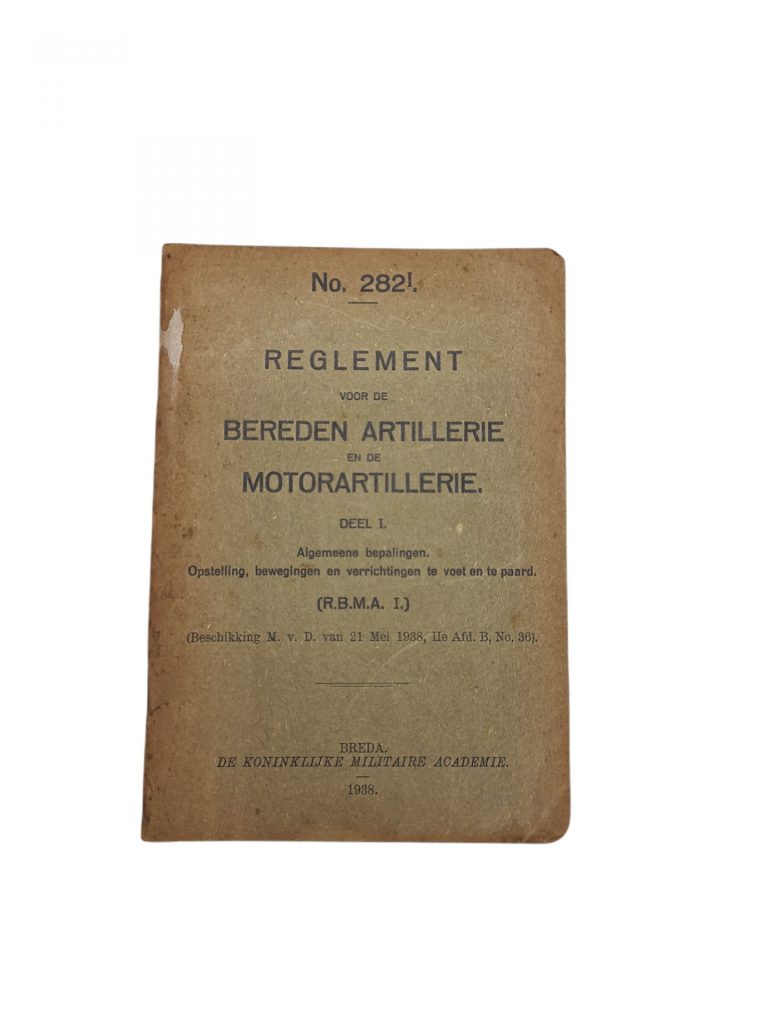 No. 282I.
REGLEMENT
VOOR DE
BEREDEN ARTILLERIE
EN DE
MOTORARTILLERIE.
DEEL I.
Algemeene bepalingen.
Opstelling, bewegingen en verrichtingen te voet en te paard.
(R.B.M.A. I.)
(Beschikking M. v. D. van 21 Mei 1938, IIe Afd. B, No. 36).
BREDA.
DE KONINKLIJKE MILITAIRE ACADEMIE.
1938.